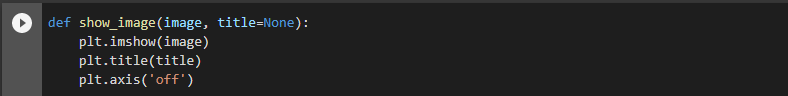 def show_image(image, title=None):
    plt.imshow(image)
    plt.title(title)
    plt.axis('off')